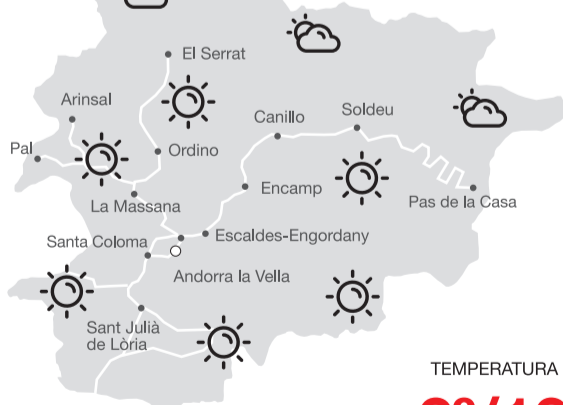 El Serrat
Arinsal
Canillo
Soldeu
Pal
Ordino
Encamp
La Massana
Pas de la Casa
Santa Coloma
Escaldes-Engordany
Andorra la Vella
Sant Julià
de Lòria
TEMPERATURA